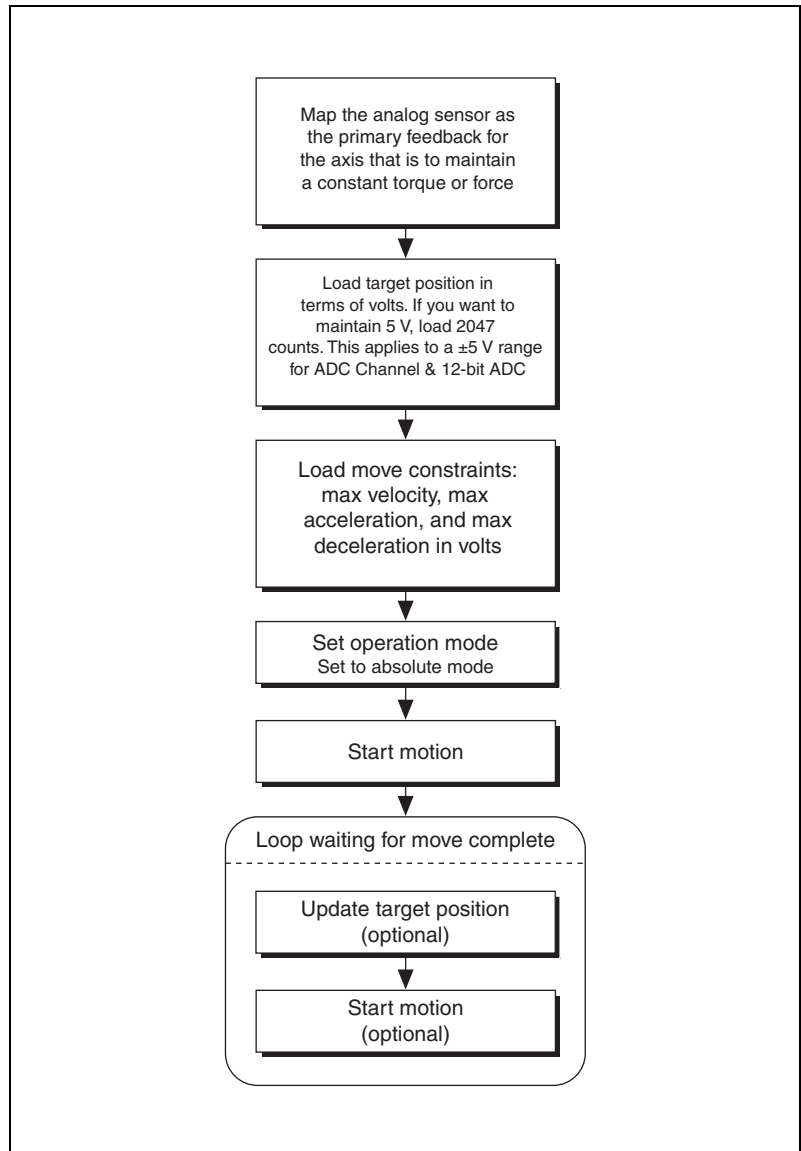 Map the analog sensor as
the primary feedback for
the axis that is to maintain
a constant torque or force
Load target position in
terms of volts. If you want to
maintain 5 V, load 2047
counts. This applies to a ±5 V range
for ADC Channel & 12-bit ADC
Load move constraints:
max velocity, max
acceleration, and max
deceleration in volts
Set operation mode
Set to absolute mode
Start motion
Loop waiting for move complete
Update target position
(optional)
Start motion
(optional)